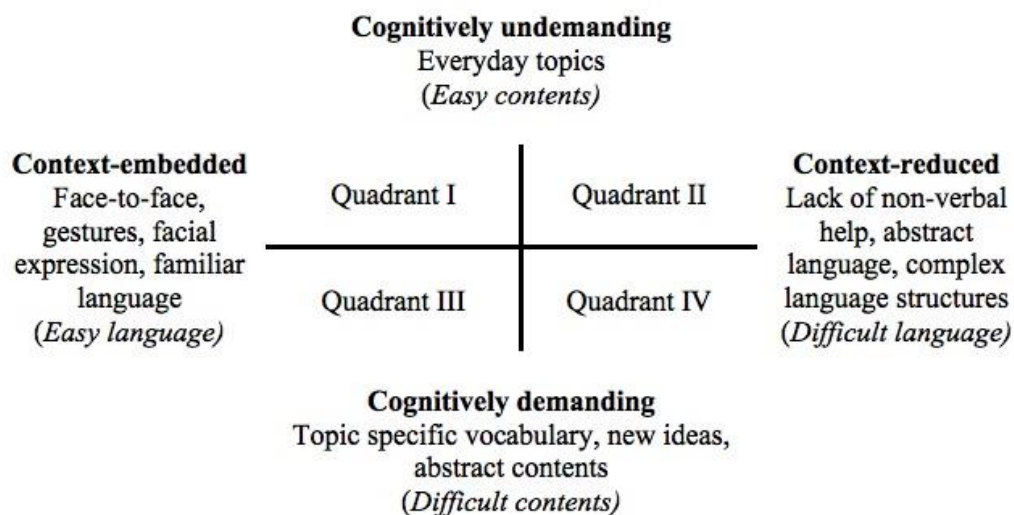 Cognitively undemanding
Everyday topics
(Easy contents)
Context-embedded
Face-to-face,
gestures, facial
expression, familiar
language
(Easy language)
Quadrant I
Quadrant II
Quadrant III
Quadrant IV
Context-reduced
Lack of non-verbal
help, abstract
language, complex
language structures
(Difficult language)
Cognitively demanding
Topic specific vocabulary, new ideas,
abstract contents
(Difficult contents)